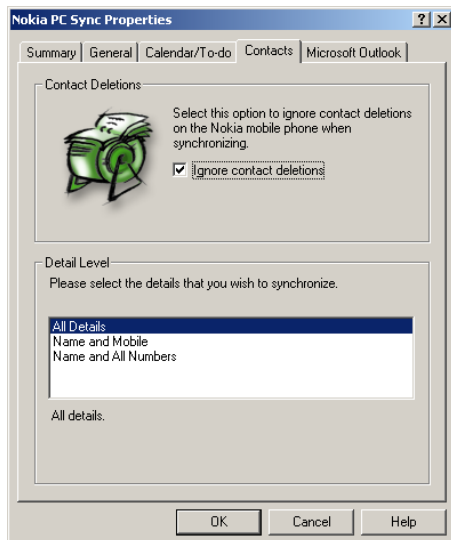 Nokia PC Sync Properties
Summary General Calendar/To-do Contacts Microsoft Outlook
Contact Deletions
Select this option to ignore contact deletions
on the Nokia mobile phone when
synchronizing.
Ignore contact deletions
Detail Level
Please select the details that you wish to synchronize.
All Details
Name and Mobile
Name and All Numbers
All details.
OK Cancel Help